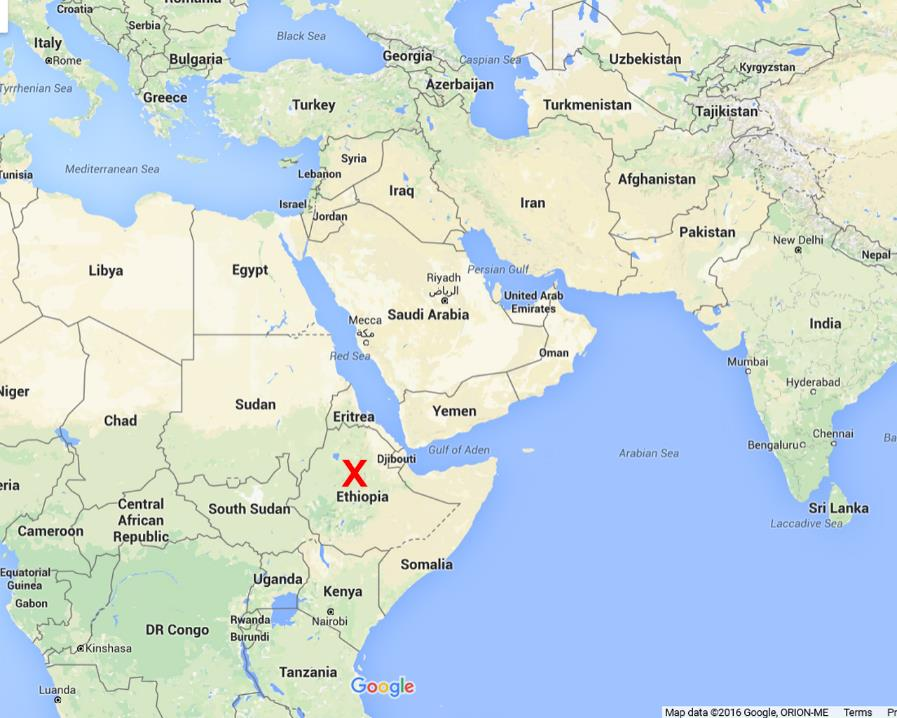 Croatia
Romania
Serbia
Italy
Rome
Bulgaria
Black Sea
Georgia
Caspian Sea
Uzbekistan
Kyrgyzstan
Tyrrhenian Sea
Greece
Turkey
Azerbaijan
Turkmenistan
Tajikistan
Tunisia
Mediterranean Sea
Syria
Lebanon
Iraq
Iran
Afghanistan
Israel
Jordan
Pakistan
New Delhi
Nepal
Libya
Egypt
Riyadh
الرياض
Persian Gulf
Saudi Arabia
United Arab
Emirates
India
Mecca
مكة
Red Sea
Oman
Mumbai
Hyderabad
Niger
Chad
Sudan
Eritrea
Yemen
Gulf of Aden
Arabian Sea
Bengaluru
Chennai
Ba
Djibouti
X
Ethiopia
eria
Central
African
Republic
South Sudan
Sri Lanka
Laccadive Sea
Cameroon
Somalia
Equatorial
Guinea
Gabon
Uganda
Kenya
Nairobi
Rwanda
Burundi
DR Congo
Kinshasa
Tanzania
Luanda
Google
Map data ©2016 Google, ORION-ME Terms Pr